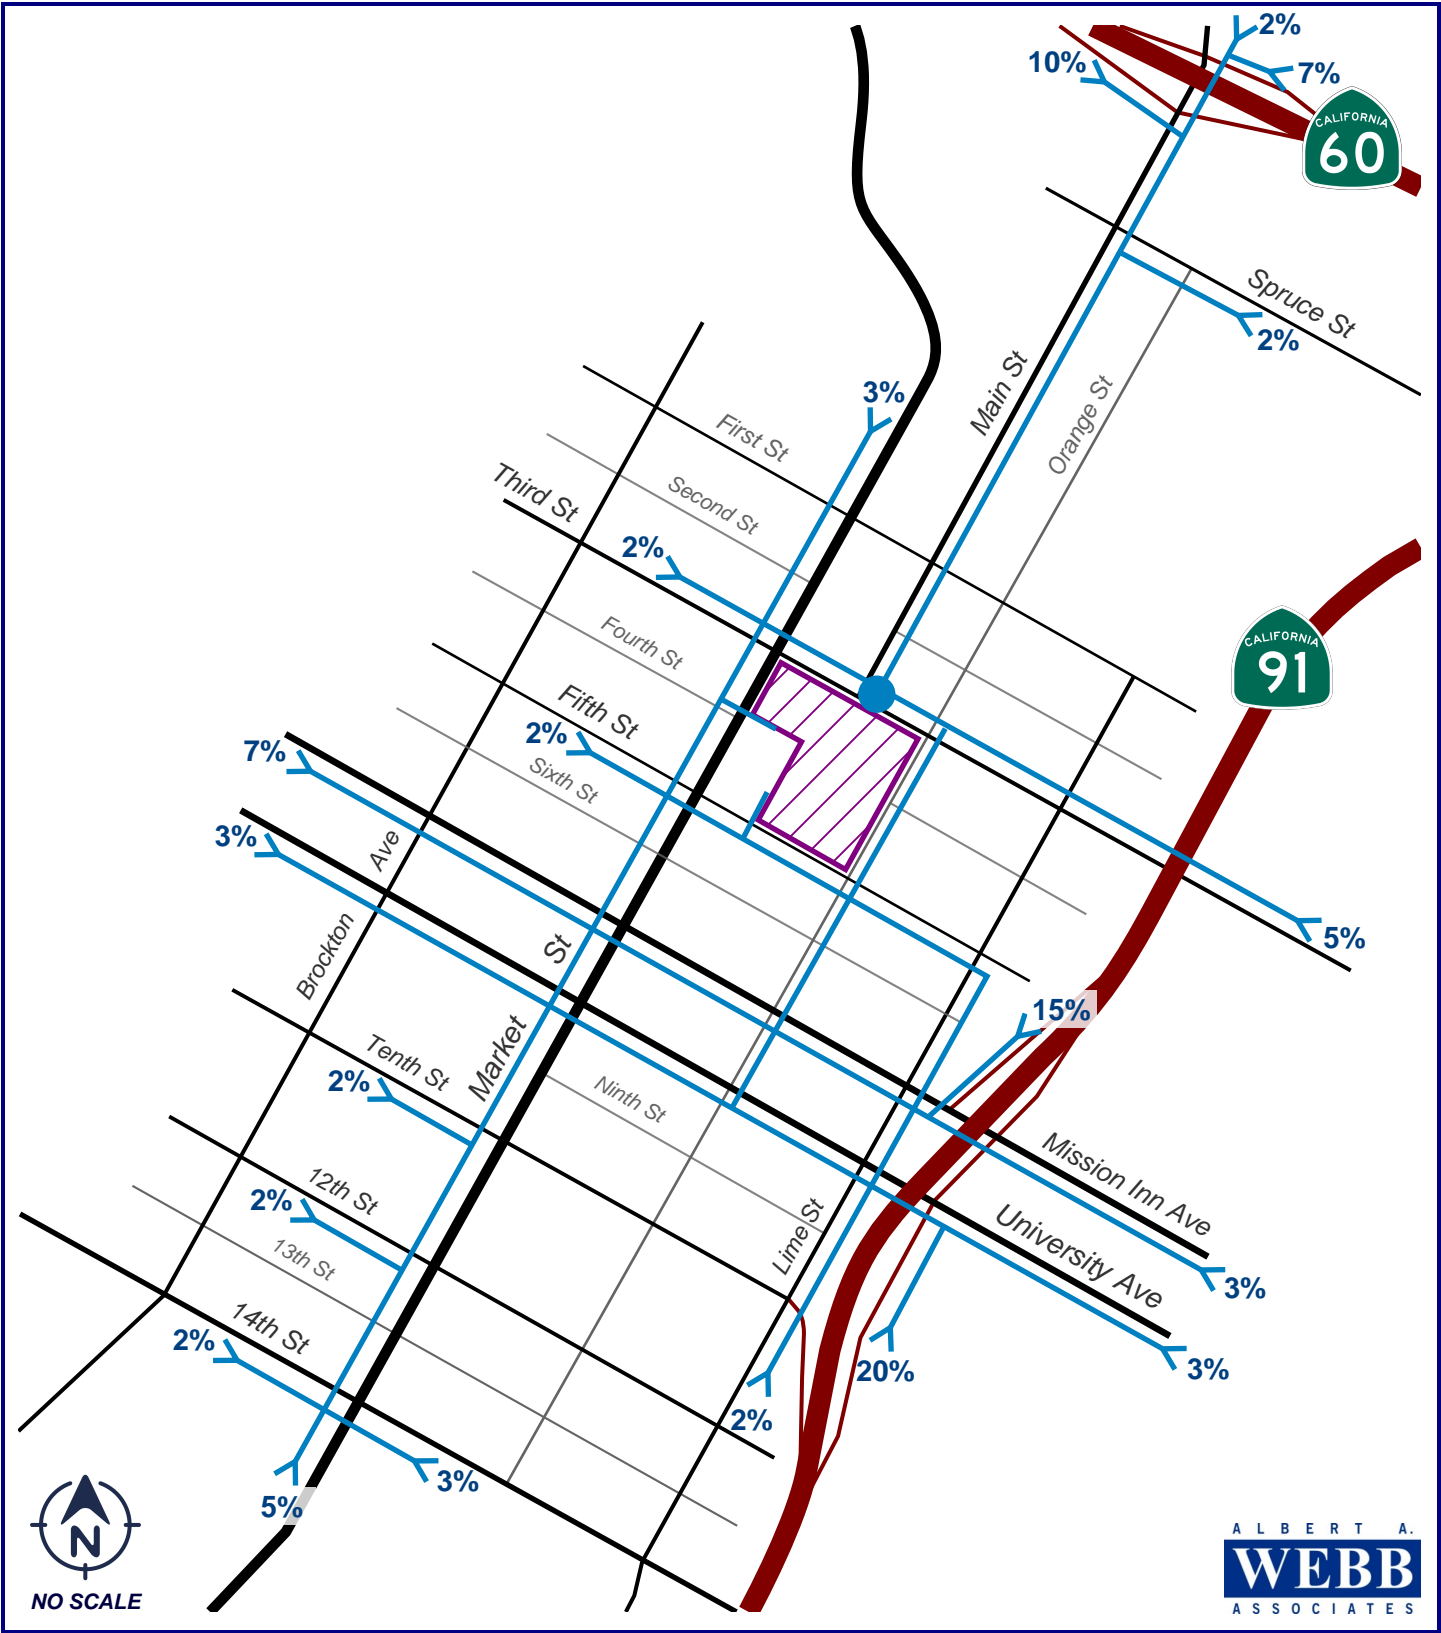 2%
10%
7%
CALIFORNIA
60
Spruce St
2%
Main St
Orange St
3%
First St
Second St
Third St
2%
Fourth St
Fifth St
2%
Sixth St
CALIFORNIA
91
7%
3%
5%
Brockton Ave
Market St
15%
Tenth St
2%
Ninth St
Mission Inn Ave
12th St
2%
University Ave
Lime St
13th St
3%
14th St
2%
20%
3%
2%
3%
5%
N
NO SCALE
ALBERT A.
WEBB
ASSOCIATES